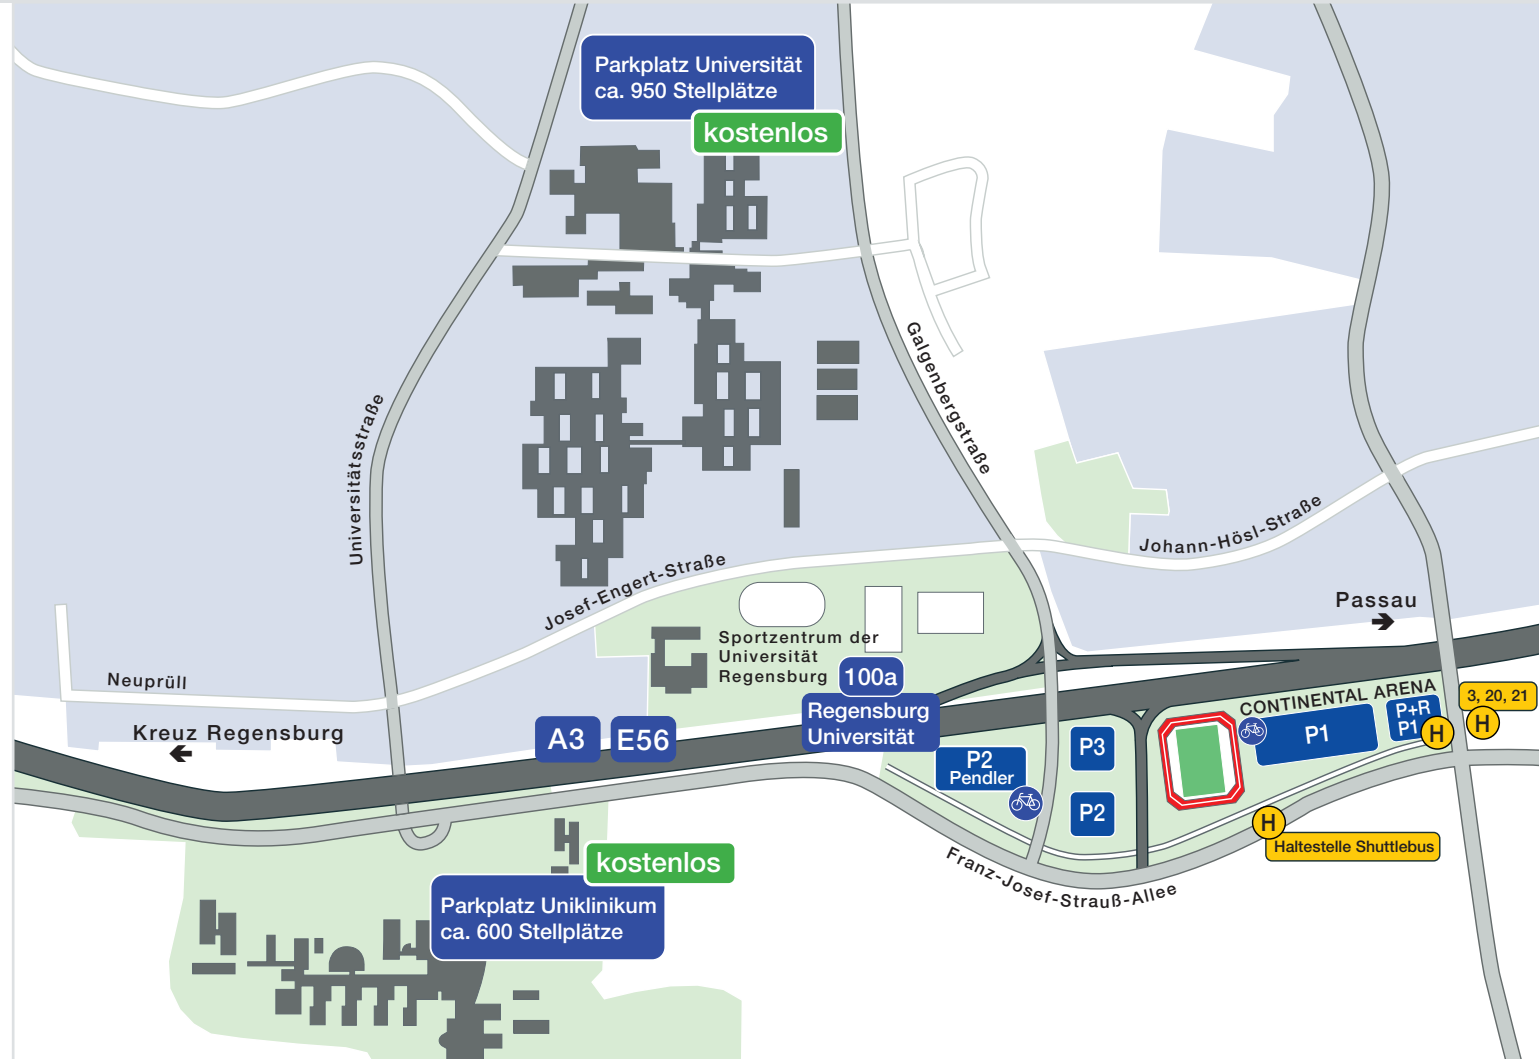 Parkplatz Universität
ca. 950 Stellplätze
kostenlos
Galgenbergstraße
Universitätsstraße
Josef-Engert-Straße
Johann-Hösl-Straße
Passau
Sportzentrum der
Universität
Regensburg
100a
Regensburg
Universität
Neuprüll
Kreuz Regensburg
A3
E56
CONTINENTAL ARENA
3, 20, 21
H
P+R
P1
H
P1
P3
P2
Pendler
P2
H
Haltestelle Shuttlebus
Franz-Josef-Strauß-Allee
kostenlos
Parkplatz Uniklinikum
ca. 600 Stellplätze